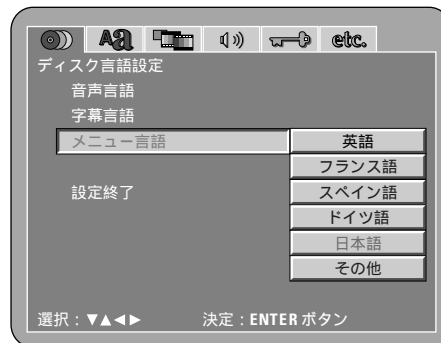 Aあ etc.
ディスク言語設定
音声言語
字幕言語
メニュー言語
英語
フランス語
設定終了
スペイン語
ドイツ語
日本語
その他
選択：▼▲◀▶ 決定：ENTER ボタン